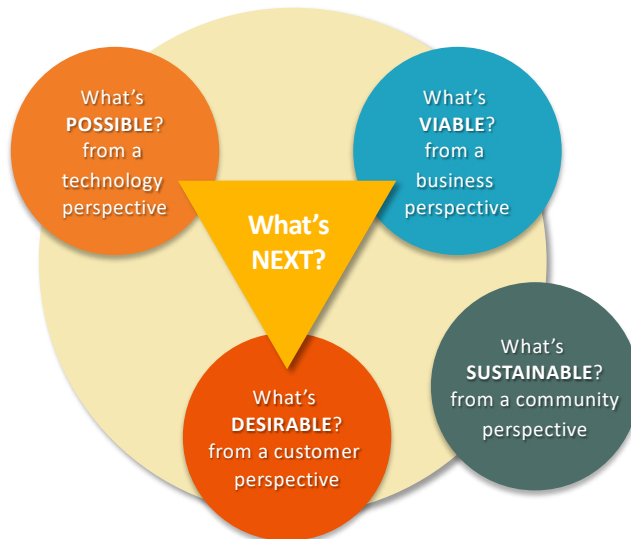 What's
POSSIBLE?
from a
technology
perspective
What's
VIABLE?
from a
business
perspective
What's
NEXT?
What's
SUSTAINABLE?
from a community
perspective
What's
DESIRABLE?
from a customer
perspective